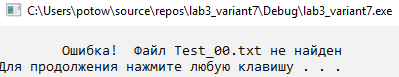 C:\Users\potow\source\repos\lab3_variant7\Debug\lab3_variant7.exe
Ошибка! Файл Test_00.txt не найден
Для продолжения нажмите любую клавишу . . .